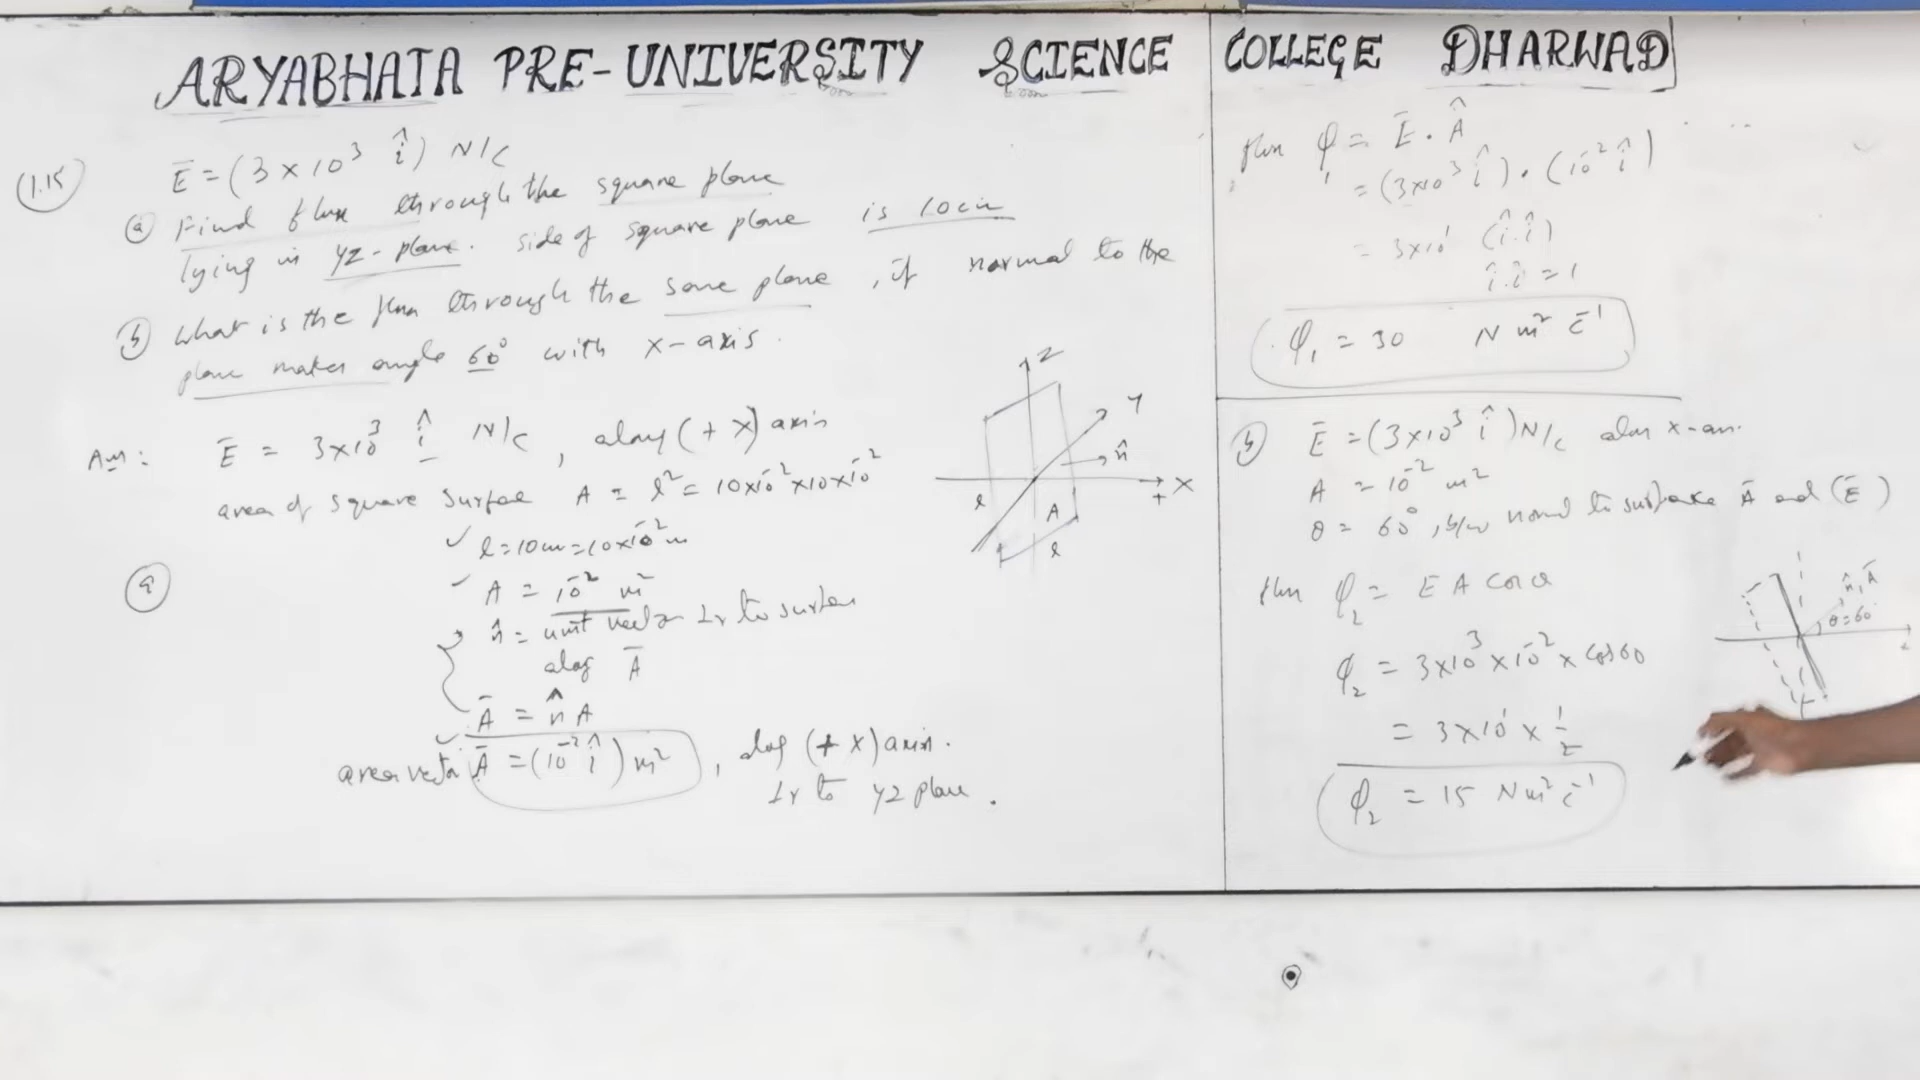 ARYABHATA PRE-UNIVERSITY SCIENCE COLLEGE DHARWAD
(1.15) E̅ = (3 × 10³ î) N/C
(a) Find flux through the square plane
lying in YZ-plane. side of square plane is 10cm
(b) What is the flux through the same plane, if normal to the
plane makes angle 60° with x-axis.
Ans: E̅ = 3×10³ î N/C, along (+ X) axis
area of square surface A = l² = 10×10⁻²×10×10⁻²
(a)
l = 10cm = 10×10⁻² m
A = 10⁻² m²
n̂ = unit vector ⊥r to surface
along A̅
A̅ = n̂ A
area vector A̅ = (10⁻² î) m², along (+ X) axis.
⊥r to YZ plane.
Z
Y
n̂
+ X
l
A
l
flux φ₁ = E̅ . Â
= (3×10³ î) . (10⁻² î)
= 3×10¹ (î.î)
î.î = 1
φ₁ = 30 N m² C⁻¹
(b) E̅ = (3×10³ î) N/C along x-axis.
A = 10⁻² m²
θ = 60°, b/w normal to surface A̅ and (E̅)
flux φ₂ = E A cos θ
φ₂ = 3×10³ × 10⁻² × cos 60
= 3×10¹ × 1/2
φ₂ = 15 N m² C⁻¹
n̂, A̅
θ = 60°